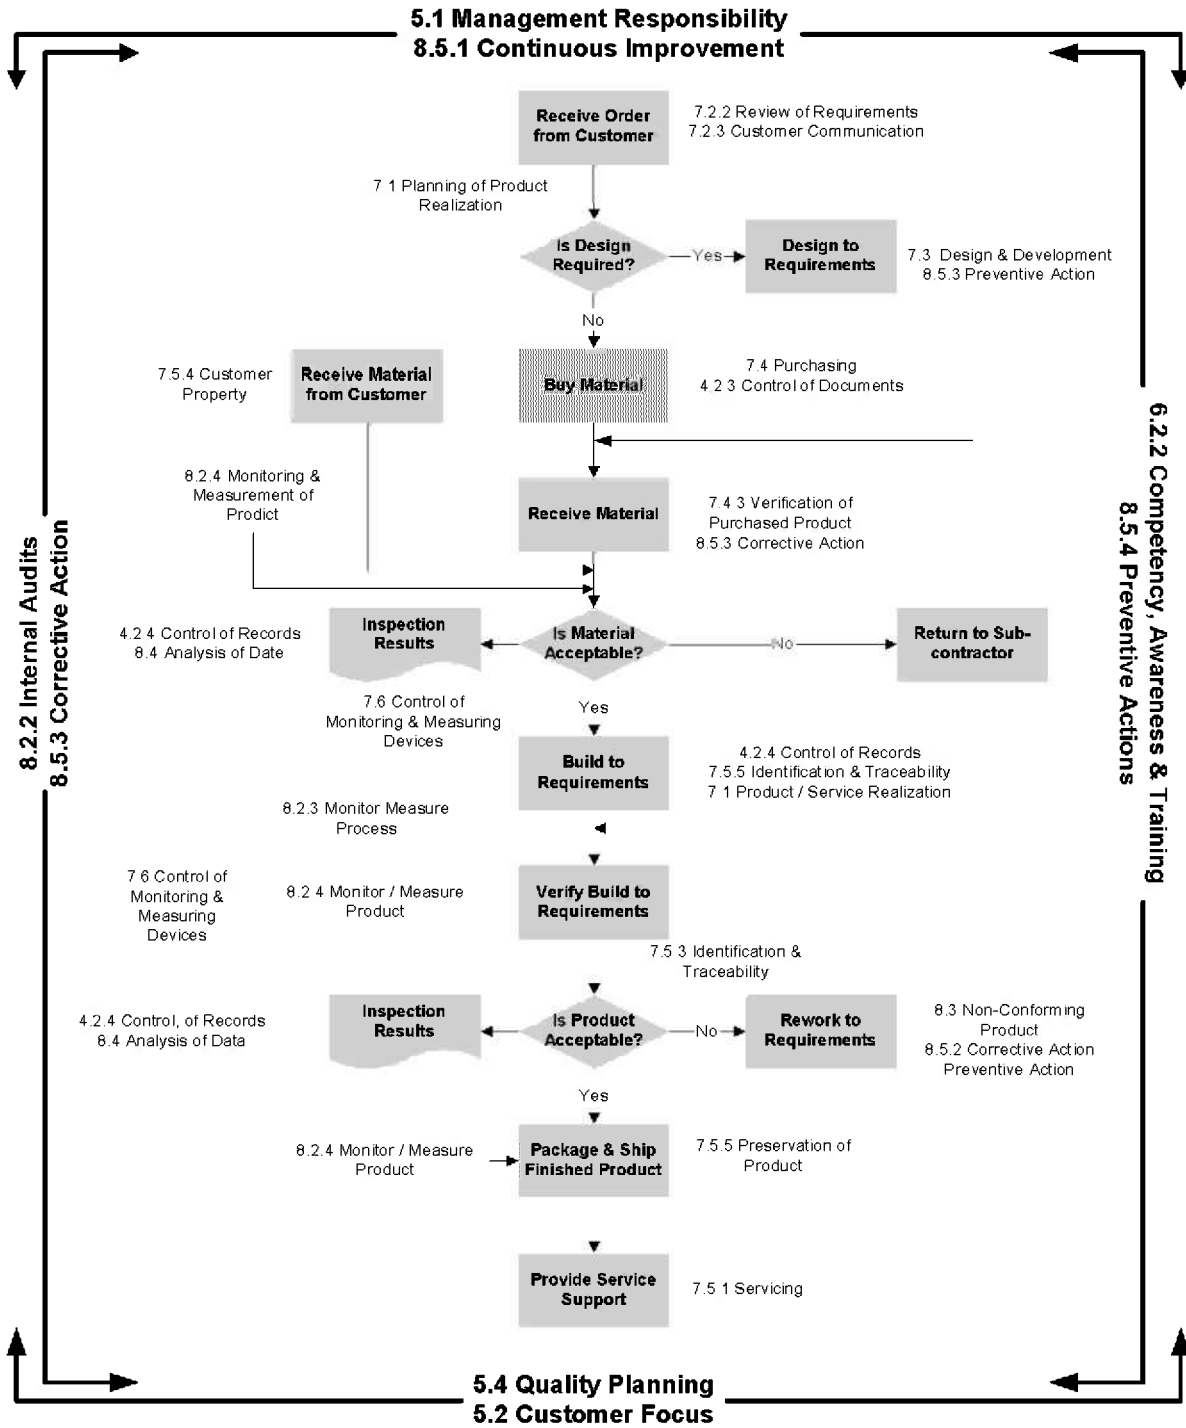 5.1 Management Responsibility
8.5.1 Continuous Improvement
Receive Order
from Customer
7.2.2 Review of Requirements
7.2.3 Customer Communication
7 1 Planning of Product
Realization
Is Design
Required?
Yes
Design to
Requirements
7.3 Design & Development
8.5.3 Preventive Action
No
7.5.4 Customer
Property
Receive Material
from Customer
Buy Material
7.4 Purchasing
4.2 3 Control of Documents
8.2.4 Monitoring &
Measurement of
Prodict
Receive Material
7.4 3 Verification of
Purchased Product
8.5.3 Corrective Action
8.2.2 Internal Audits
8.5.3 Corrective Action
6.2.2 Competency, Awareness & Training
8.5.4 Preventive Actions
4.2 4 Control of Records
8.4 Analysis of Date
Inspection
Results
Is Material
Acceptable?
No
Return to Sub-
contractor
7.6 Control of
Monitoring & Measuring
Devices
Yes
Build to
Requirements
4.2.4 Control of Records
7.5.5 Identification & Traceability
7 1 Product / Service Realization
8.2.3 Monitor Measure
Process
7 6 Control of
Monitoring &
Measuring
Devices
8.2 4 Monitor / Measure
Product
Verify Build to
Requirements
7.5 3 Identification &
Traceability
4.2.4 Control, of Records
8.4 Analysis of Data
Inspection
Results
Is Product
Acceptable?
No
Rework to
Requirements
8.3 Non-Conforming
Product
8.5.2 Corrective Action
Preventive Action
Yes
8.2.4 Monitor / Measure
Product
Package & Ship
Finished Product
7.5.5 Preservation of
Product
Provide Service
Support
7.5 1 Servicing
5.4 Quality Planning
5.2 Customer Focus